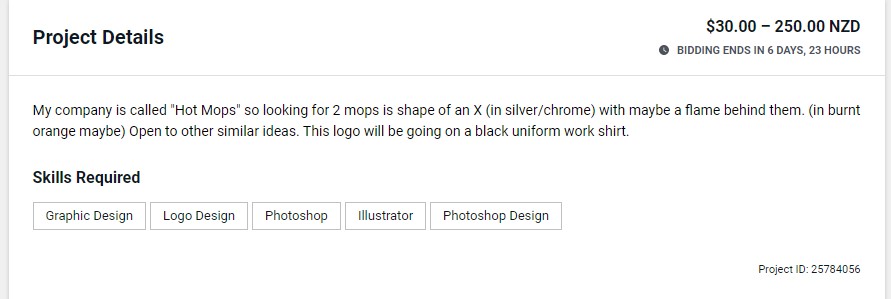 Project Details
$30.00 – 250.00 NZD
BIDDING ENDS IN 6 DAYS, 23 HOURS
My company is called "Hot Mops" so looking for 2 mops is shape of an X (in silver/chrome) with maybe a flame behind them. (in burnt
orange maybe) Open to other similar ideas. This logo will be going on a black uniform work shirt.
Skills Required
Graphic Design
Logo Design
Photoshop
Illustrator
Photoshop Design
Project ID: 25784056